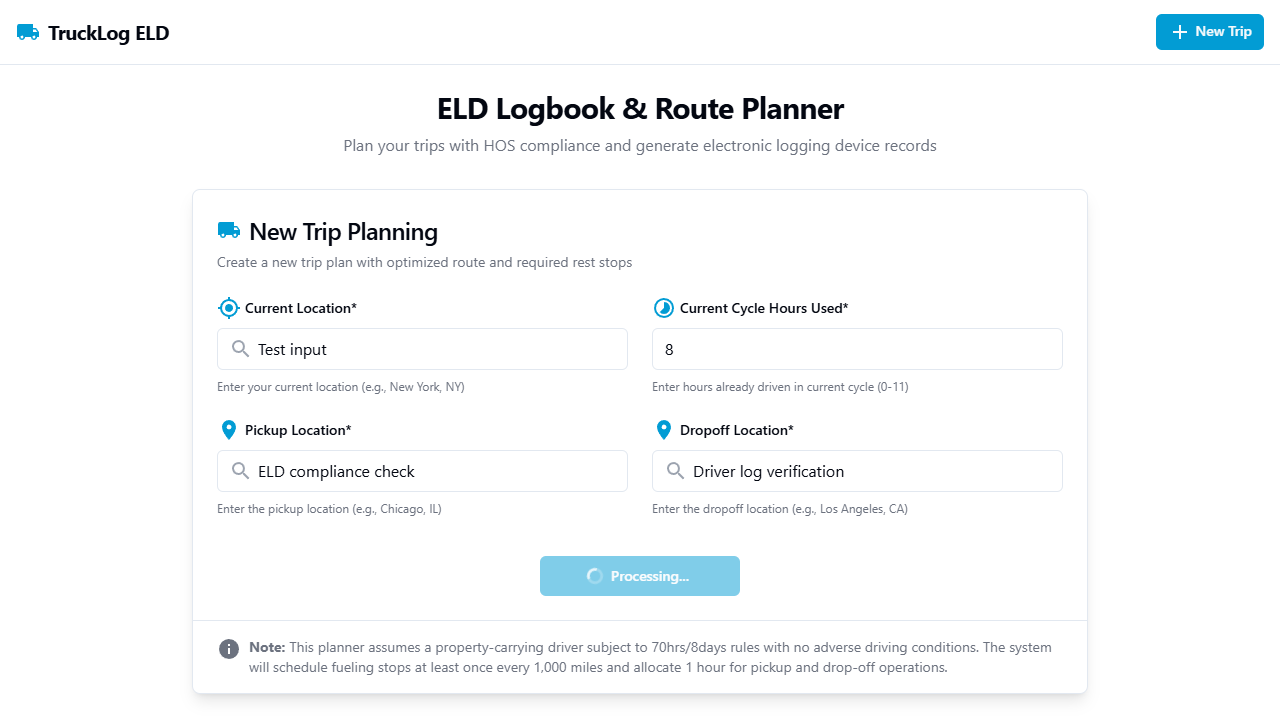 TruckLog ELD
New Trip
ELD Logbook & Route Planner
Plan your trips with HOS compliance and generate electronic logging device records
New Trip Planning
Create a new trip plan with optimized route and required rest stops
Current Location*
Test input
Enter your current location (e.g., New York, NY)
Current Cycle Hours Used*
8
Enter hours already driven in current cycle (0-11)
Pickup Location*
ELD compliance check
Enter the pickup location (e.g., Chicago, IL)
Dropoff Location*
Driver log verification
Enter the dropoff location (e.g., Los Angeles, CA)
Processing...
Note: This planner assumes a property-carrying driver subject to 70hrs/8days rules with no adverse driving conditions. The system
will schedule fueling stops at least once every 1,000 miles and allocate 1 hour for pickup and drop-off operations.